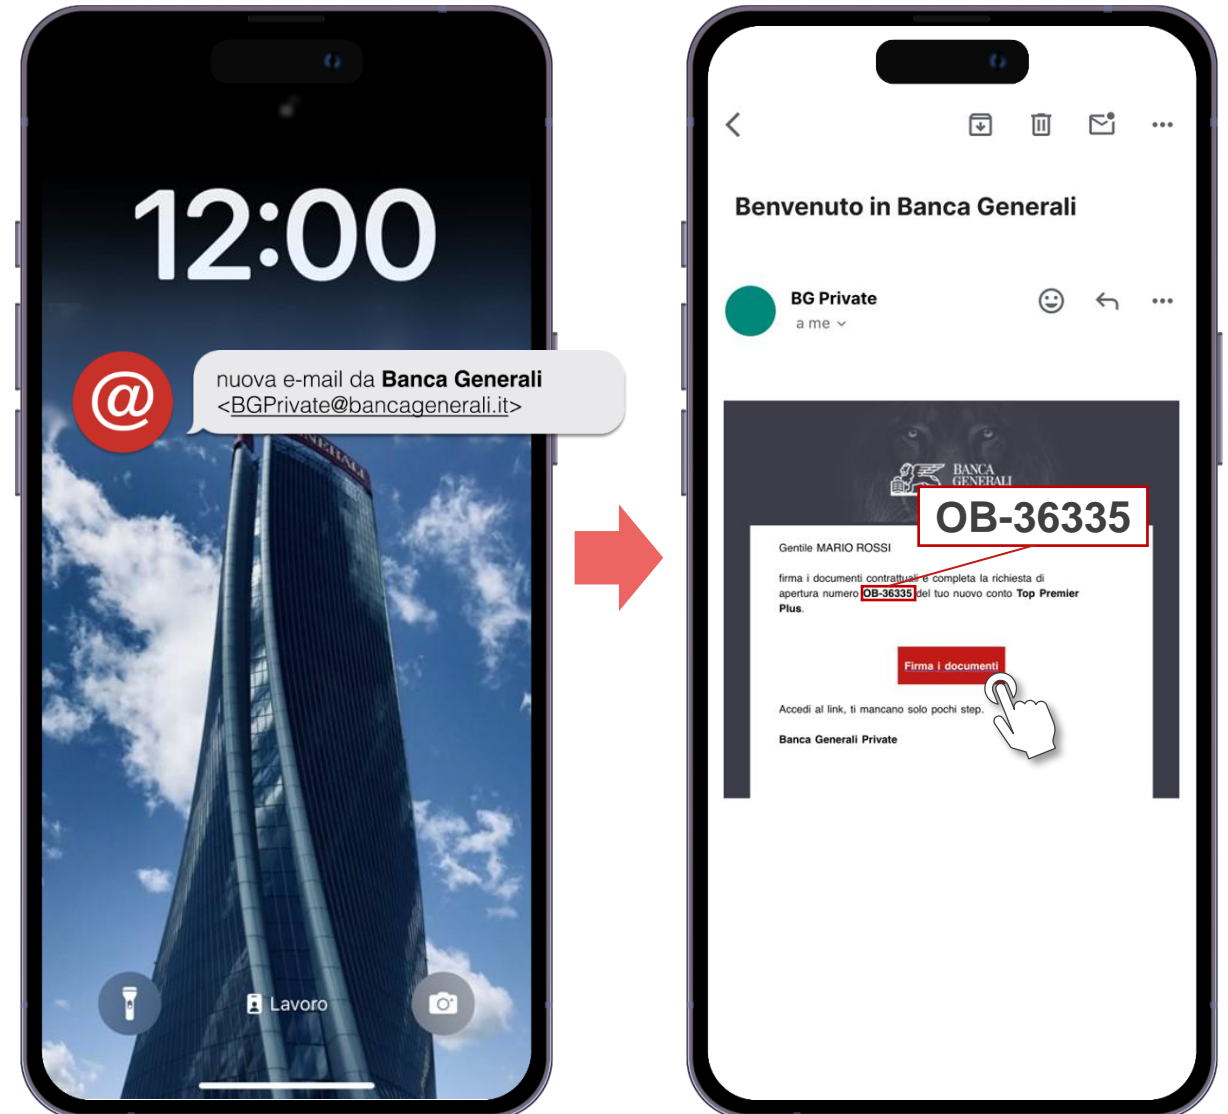 12:00
@
nuova e-mail da Banca Generali
<BGPrivate@bancagenerali.it>
GENERALI
Lavoro
Benvenuto in Banca Generali
BG Private
a me
BANCA
GENERALI
OB-36335
Gentile MARIO ROSSI
firma i documenti contrattuali e completa la richiesta di
apertura numero OB-36335 del tuo nuovo conto Top Premier
Plus.
Firma i documenti
Accedi al link, ti mancano solo pochi step.
Banca Generali Private